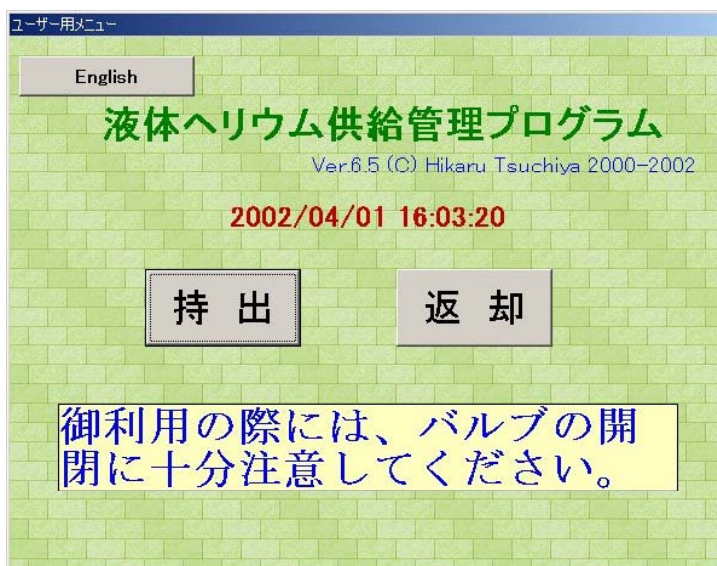 ユーザー用メニュー
English
液体ヘリウム供給管理プログラム
Ver.6.5 (C) Hikaru Tsuchiya 2000-2002
2002/04/01 16:03:20
持 出
返 却
御利用の際には、バルブの開
閉に十分注意してください。